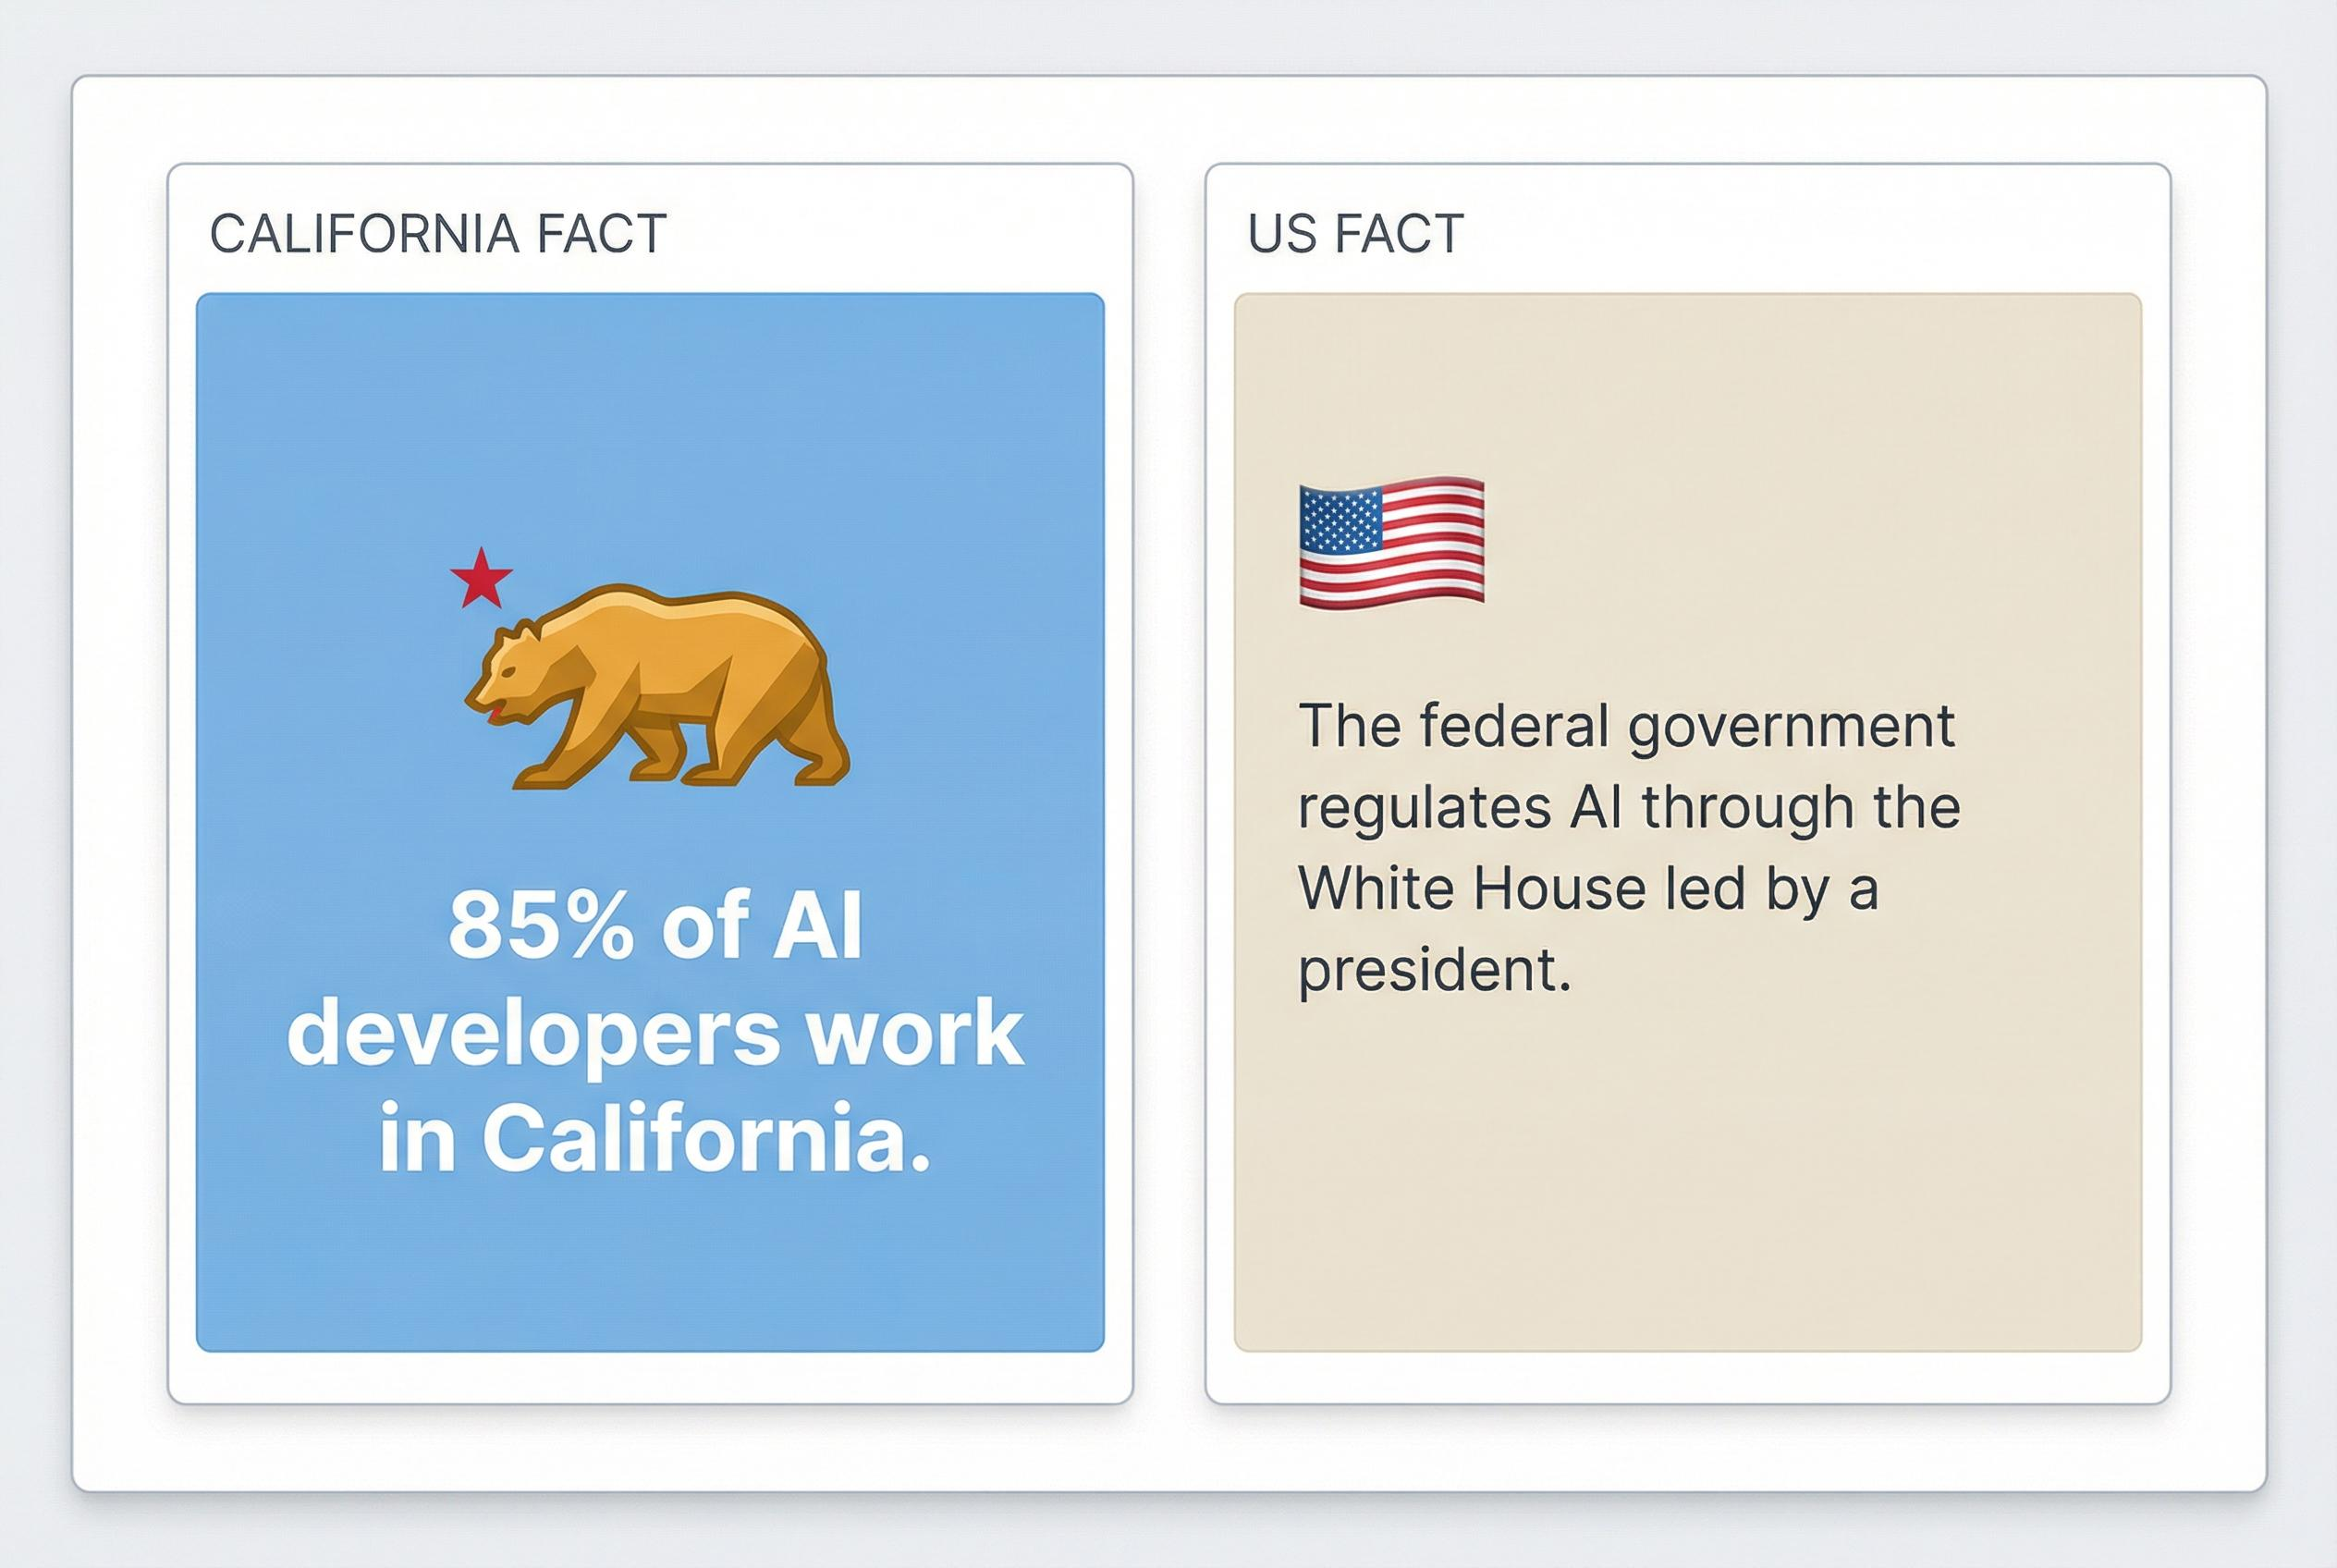 CALIFORNIA FACT
85% of AI
developers work
in California.
US FACT
The federal government
regulates AI through the
White House led by a
president.